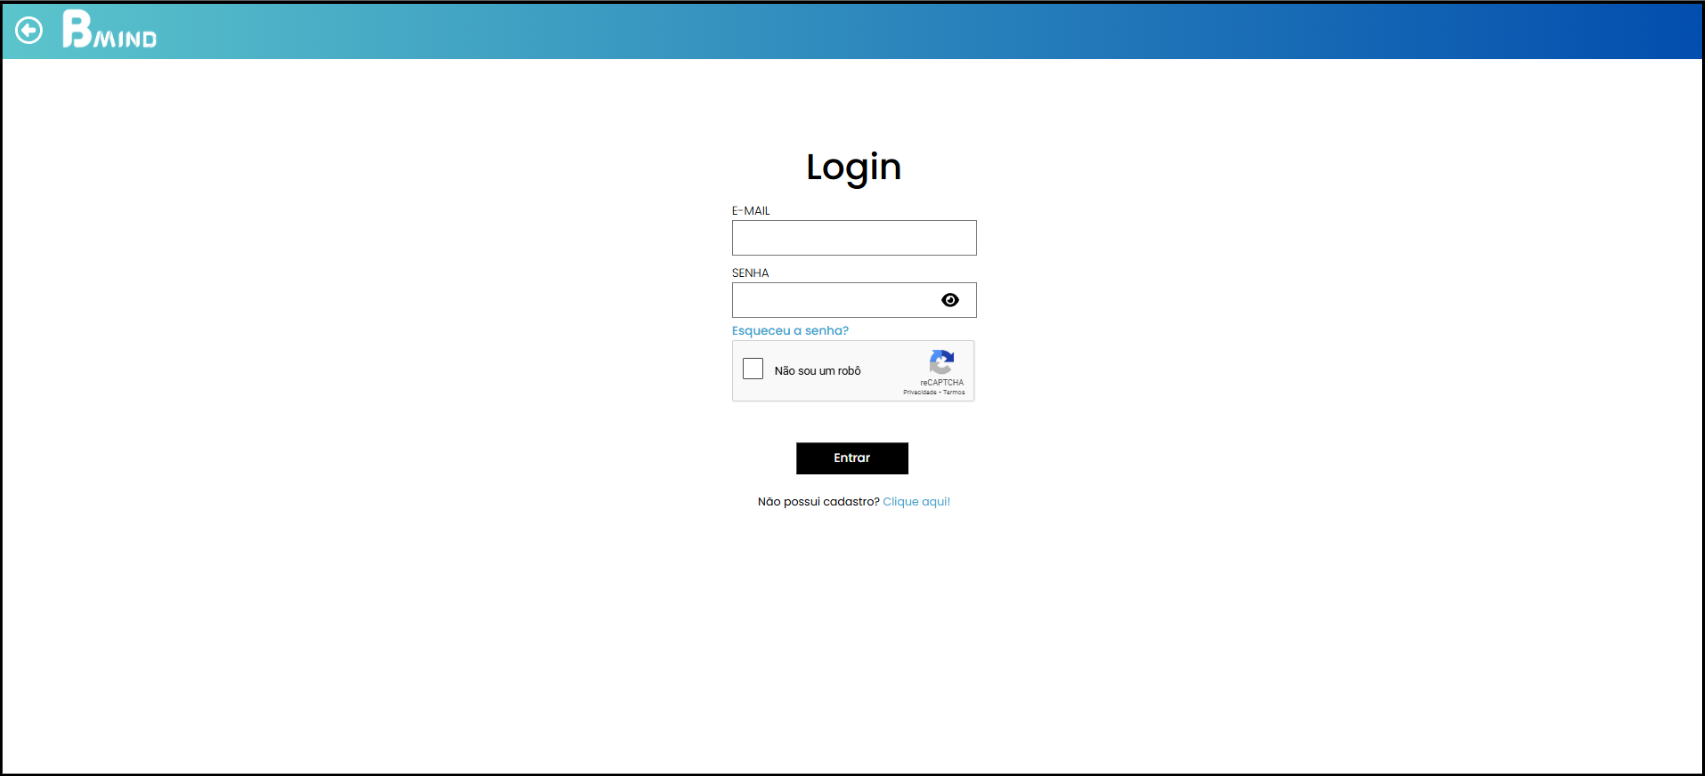 BMIND
Login
E-MAIL
SENHA
Esqueceu a senha?
Não sou um robô
reCAPTCHA
Privacidade - Termos
Entrar
Não possui cadastro? Clique aqui!